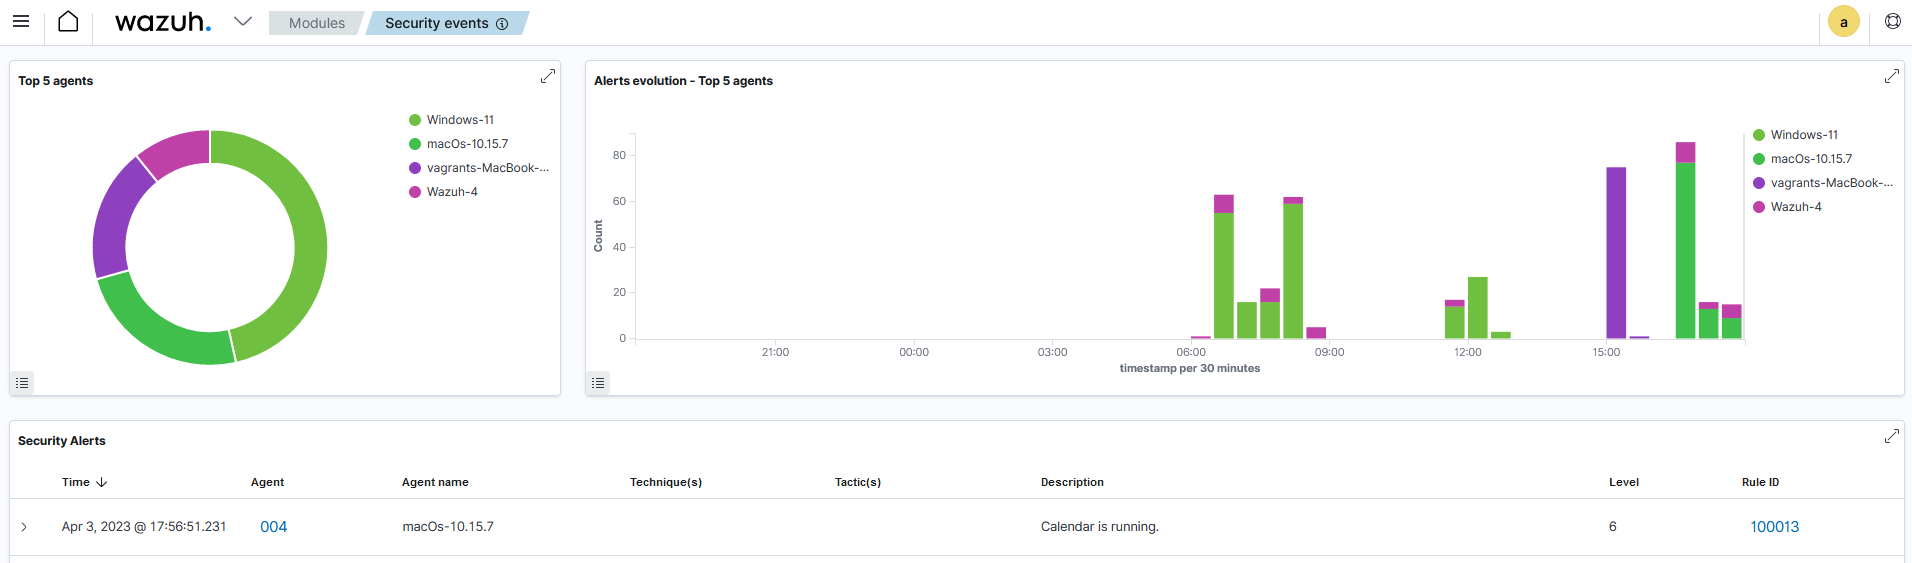 wazuh. Modules Security events a
Top 5 agents
Windows-11
macOs-10.15.7
vagrants-MacBook-...
Wazuh-4
Alerts evolution - Top 5 agents
80
60
40
20
0
Count
21:00 00:00 03:00 06:00 09:00 12:00 15:00
timestamp per 30 minutes
Windows-11
macOs-10.15.7
vagrants-MacBook-...
Wazuh-4
Security Alerts
Time Agent Agent name Technique(s) Tactic(s) Description Level Rule ID
Apr 3, 2023 @ 17:56:51.231 004 macOs-10.15.7 Calendar is running. 6 100013